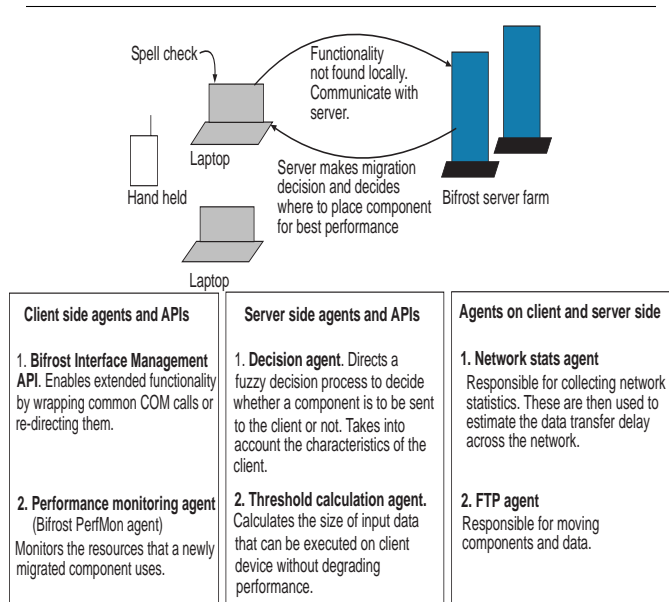 Spell check
Functionality
not found locally.
Communicate with
server.
Laptop
Hand held
Server makes migration
decision and decides
where to place component
for best performance
Bifrost server farm
Laptop
Client side agents and APIs
1. Bifrost Interface Management
API. Enables extended functionality
by wrapping common COM calls or
re-directing them.
2. Performance monitoring agent
(Bifrost PerfMon agent)
Monitors the resources that a newly
migrated component uses.
Server side agents and APIs
1. Decision agent. Directs a
fuzzy decision process to decide
whether a component is to be sent
to the client or not. Takes into
account the characteristics of the
client.
2. Threshold calculation agent.
Calculates the size of input data
that can be executed on client
device without degrading
performance.
Agents on client and server side
1. Network stats agent
Responsible for collecting network
statistics. These are then used to
estimate the data transfer delay
across the network.
2. FTP agent
Responsible for moving
components and data.